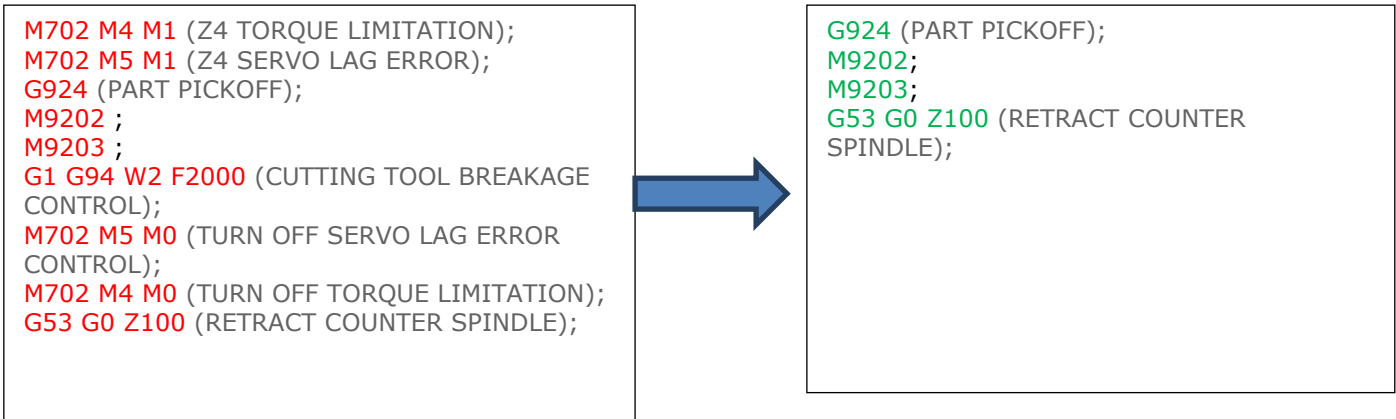 M702 M4 M1 (Z4 TORQUE LIMITATION);
M702 M5 M1 (Z4 SERVO LAG ERROR);
G924 (PART PICKOFF);
M9202 ;
M9203 ;
G1 G94 W2 F2000 (CUTTING TOOL BREAKAGE
CONTROL);
M702 M5 M0 (TURN OFF SERVO LAG ERROR
CONTROL);
M702 M4 M0 (TURN OFF TORQUE LIMITATION);
G53 G0 Z100 (RETRACT COUNTER SPINDLE);
G924 (PART PICKOFF);
M9202;
M9203;
G53 G0 Z100 (RETRACT COUNTER
SPINDLE);